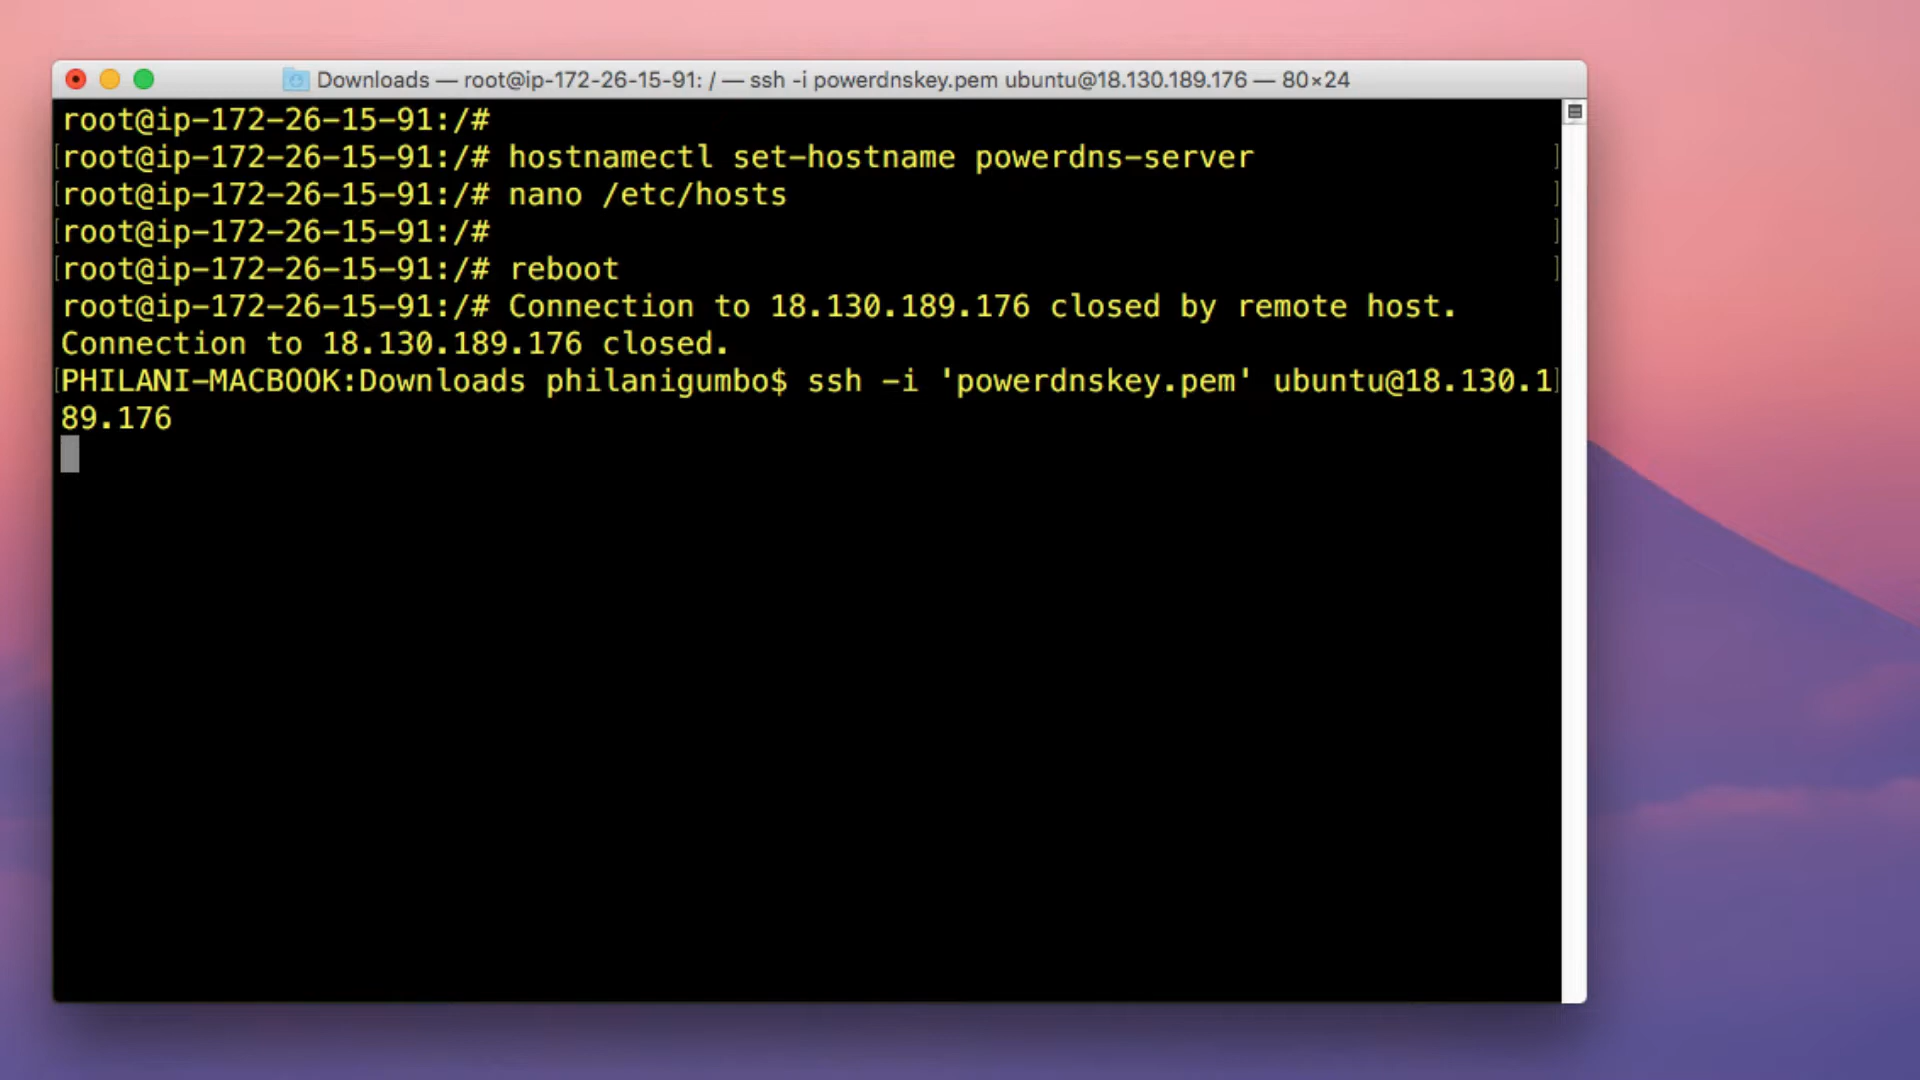 Downloads — root@ip-172-26-15-91: / — ssh -i powerdnskey.pem ubuntu@18.130.189.176 — 80×24
root@ip-172-26-15-91:/#
[root@ip-172-26-15-91:/# hostnamectl set-hostname powerdns-server ]
[root@ip-172-26-15-91:/# nano /etc/hosts ]
[root@ip-172-26-15-91:/# ]
[root@ip-172-26-15-91:/# reboot ]
root@ip-172-26-15-91:/# Connection to 18.130.189.176 closed by remote host.
Connection to 18.130.189.176 closed.
[PHILANI-MACBOOK:Downloads philanigumbo$ ssh -i 'powerdnskey.pem' ubuntu@18.130.1]
89.176